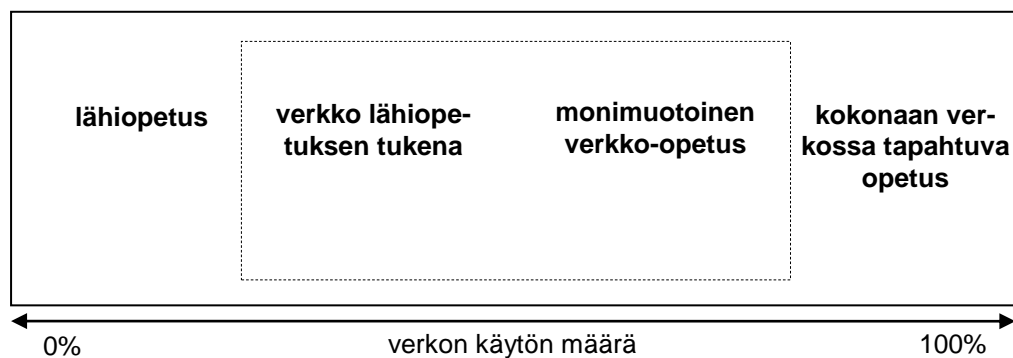 lähiopetus
verkko lähiope-
tuksen tukena
monimuotoinen
verkko-opetus
kokonaan ver-
kossa tapahtuva
opetus
0%
verkon käytön määrä
100%